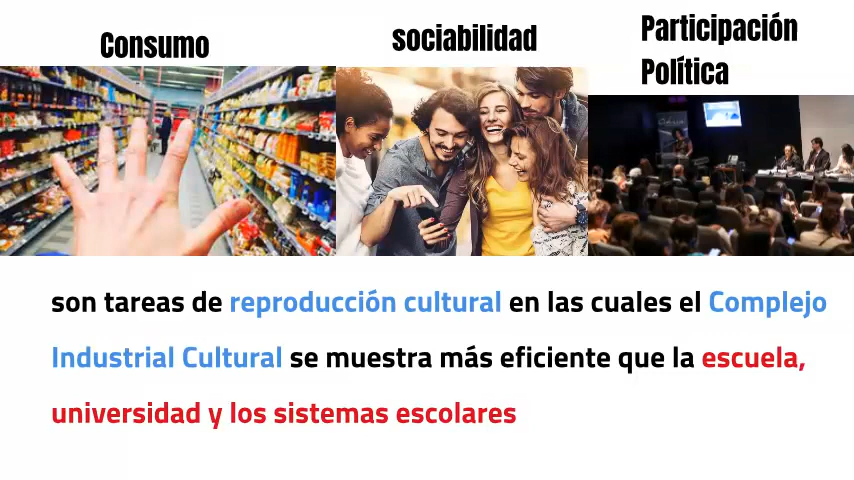 Consumo
sociabilidad
Participación
Política
son tareas de reproducción cultural en las cuales el Complejo
Industrial Cultural se muestra más eficiente que la escuela,
universidad y los sistemas escolares